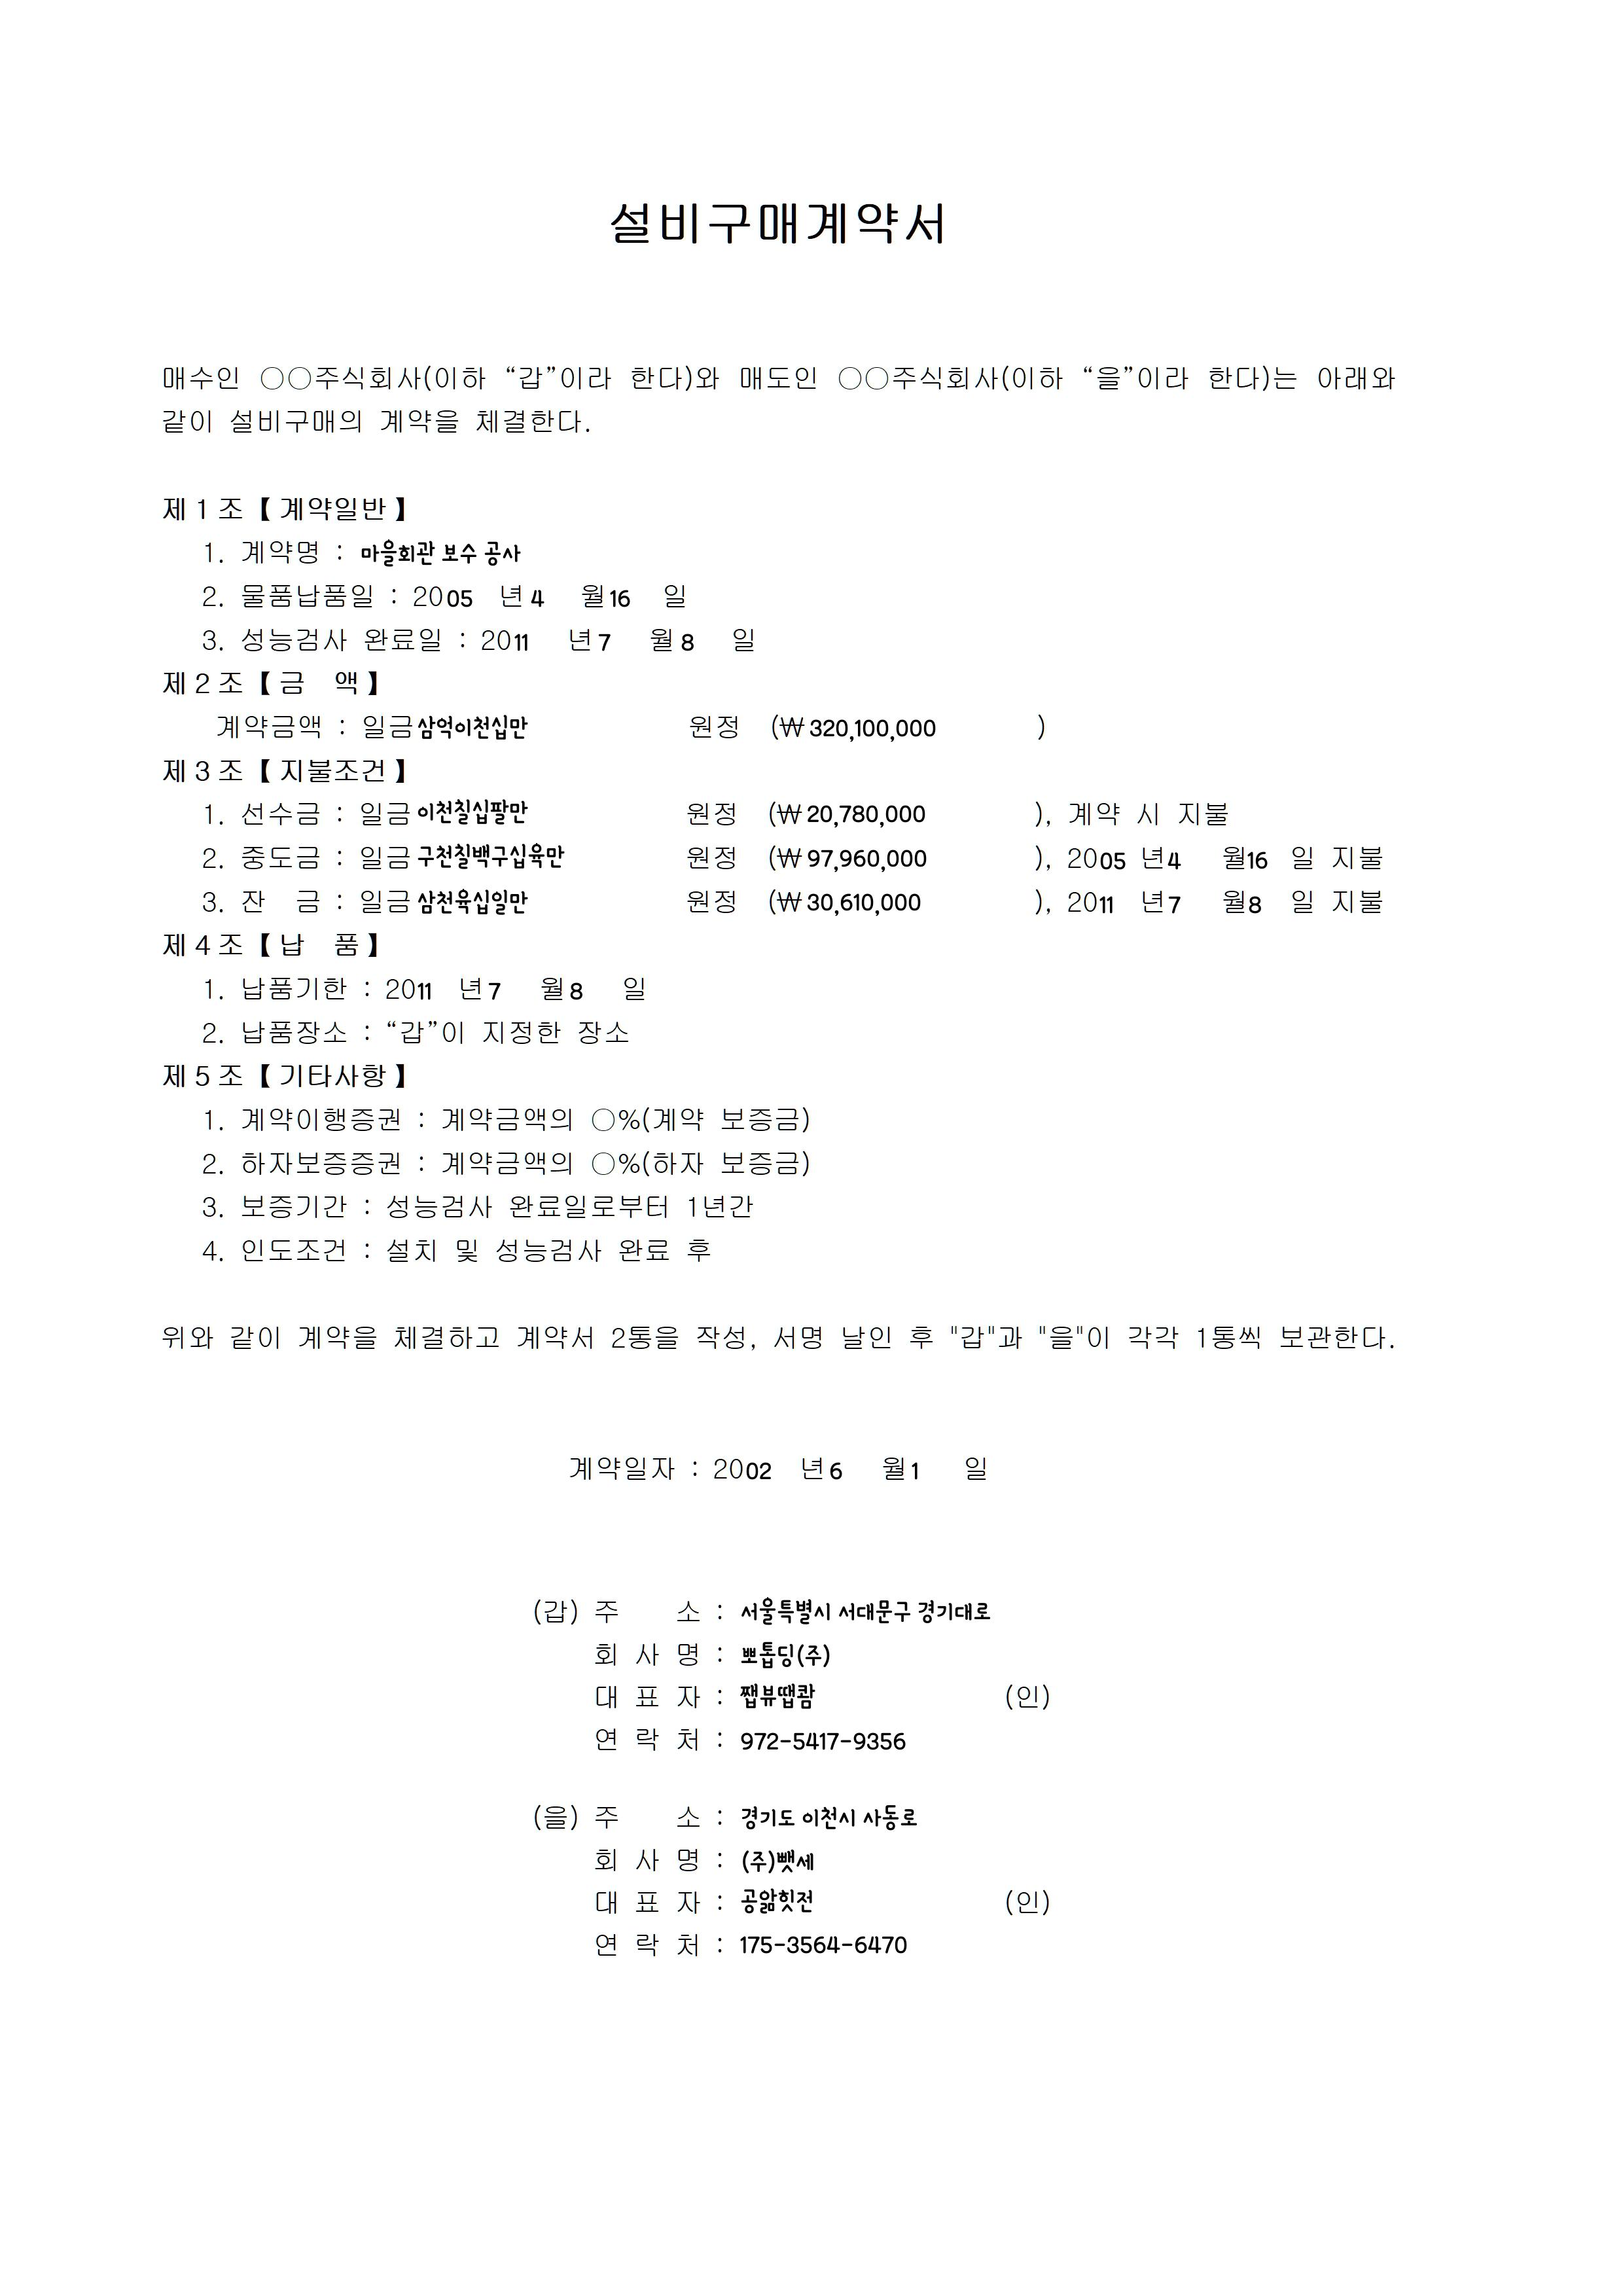 설비구매계약서
매수인 ○○주식회사(이하 “갑”이라 한다)와 매도인 ○○주식회사(이하 “을”이라 한다)는 아래와
같이 설비구매의 계약을 체결한다.
제 1 조【 계약일반 】
1. 계약명 : 마을회관 보수 공사
2. 물품납품일 : 2005 년 4 월 16 일
3. 성능검사 완료일 : 2011 년 7 월 8 일
제 2 조【 금 액 】
계약금액 : 일금 삼억이천십만 원정 (₩ 320,100,000 )
제 3 조【 지불조건 】
1. 선수금 : 일금 이천칠십팔만 원정 (₩ 20,780,000 ), 계약 시 지불
2. 중도금 : 일금 구천칠백구십육만 원정 (₩ 97,960,000 ), 2005 년 4 월 16 일 지불
3. 잔 금 : 일금 삼천육십일만 원정 (₩ 30,610,000 ), 2011 년 7 월 8 일 지불
제 4 조【 납 품 】
1. 납품기한 : 2011 년 7 월 8 일
2. 납품장소 : “갑”이 지정한 장소
제 5 조【 기타사항 】
1. 계약이행증권 : 계약금액의 ○%(계약 보증금)
2. 하자보증증권 : 계약금액의 ○%(하자 보증금)
3. 보증기간 : 성능검사 완료일로부터 1년간
4. 인도조건 : 설치 및 성능검사 완료 후
위와 같이 계약을 체결하고 계약서 2통을 작성, 서명 날인 후 "갑"과 "을"이 각각 1통씩 보관한다.
계약일자 : 2002 년 6 월 1 일
(갑) 주 소 : 서울특별시 서대문구 경기대로
회 사 명 : 뽀톱딩(주)
대 표 자 : 쨉뷰땝쾀 (인)
연 락 처 : 972-5417-9356
(을) 주 소 : 경기도 이천시 사동로
회 사 명 : (주)뺏세
대 표 자 : 공앎힛전 (인)
연 락 처 : 175-3564-6470